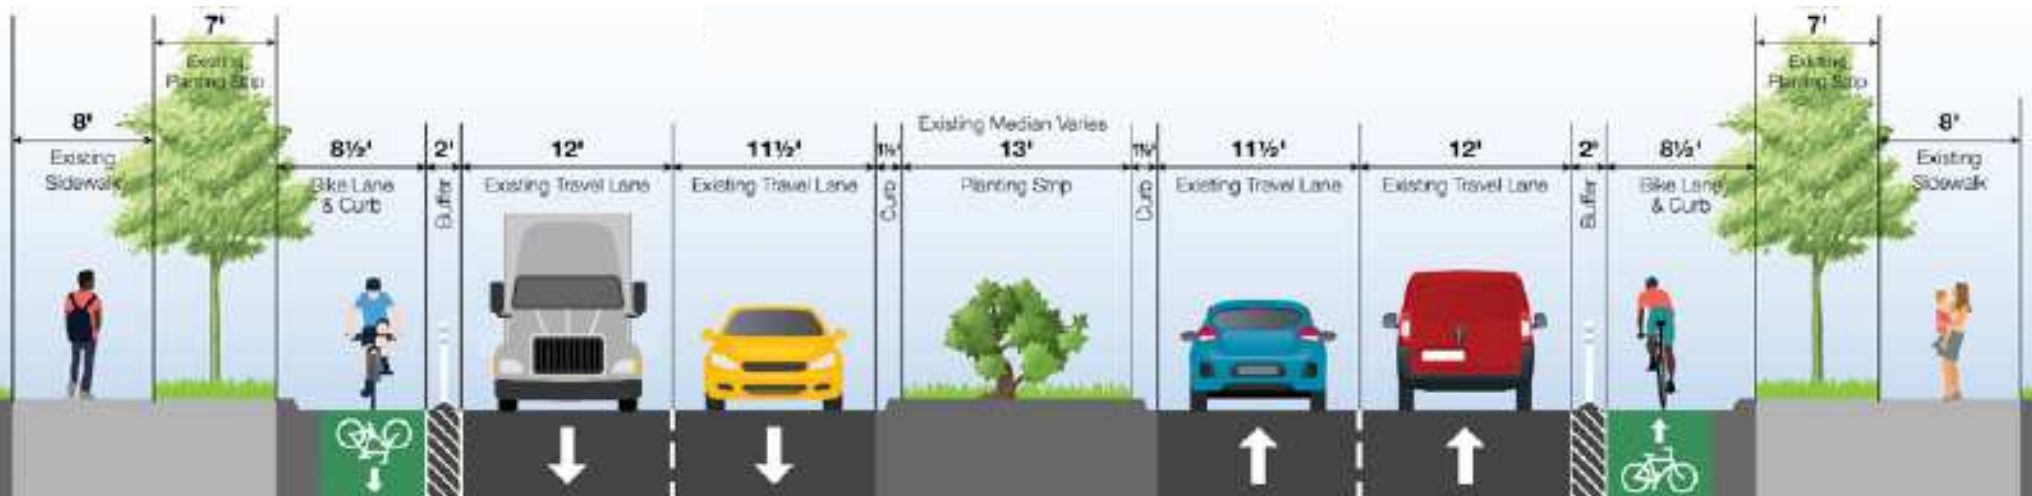 7'
Existing
Planting Strip
8'
Existing
Sidewalk
8½'
Bike Lane
& Curb
2'
Buffer
12'
Existing Travel Lane
11½'
Existing Travel Lane
1½'
Curb
Existing Median Varies
13'
Planting Strip
1½'
Curb
11½'
Existing Travel Lane
12'
Existing Travel Lane
2'
Buffer
8½'
Bike Lane
& Curb
7'
Existing
Planting Strip
8'
Existing
Sidewalk